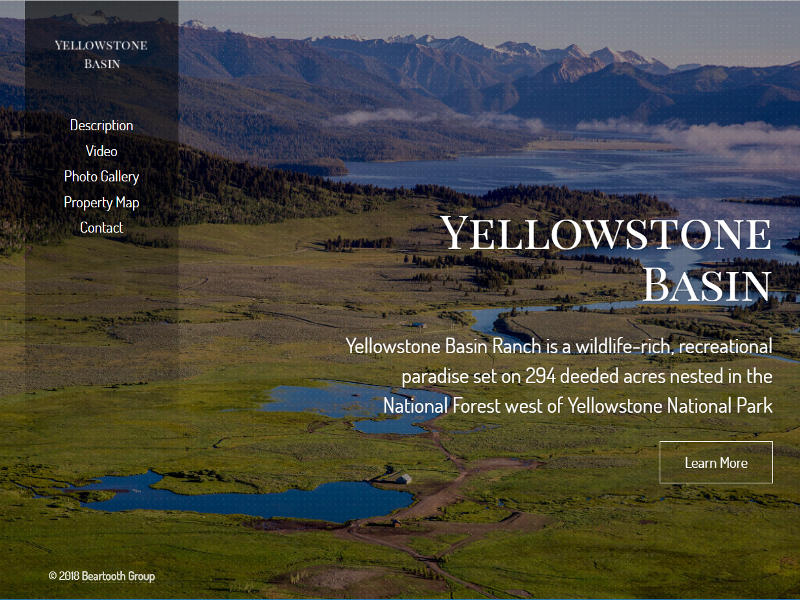 Yellowstone
Basin
Description
Video
Photo Gallery
Property Map
Contact
Yellowstone
Basin
Yellowstone Basin Ranch is a wildlife-rich, recreational
paradise set on 294 deeded acres nested in the
National Forest west of Yellowstone National Park
Learn More
© 2018 Beartooth Group